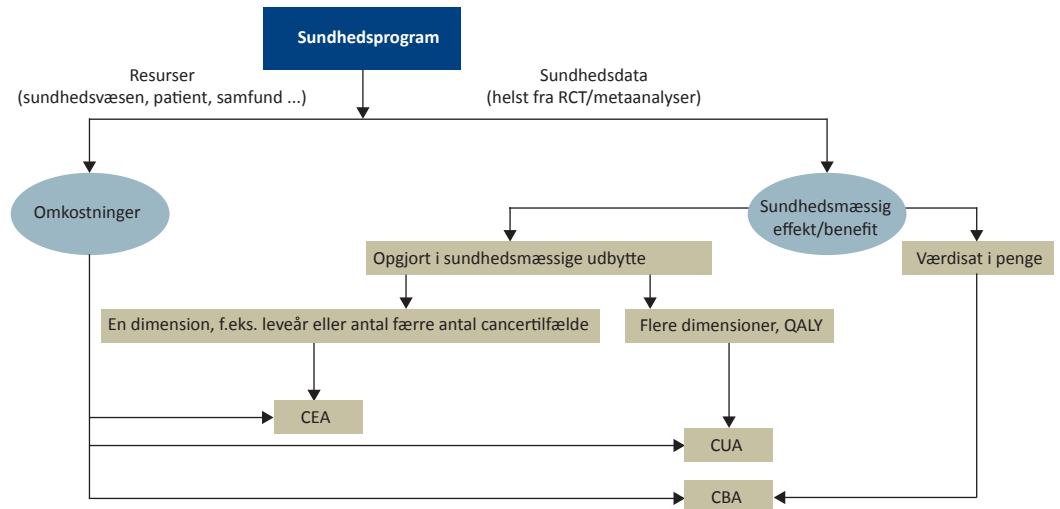 Sundhedsprogram
Resurser
(sundhedsvæsen, patient, samfund ...)
Sundhedsdata
(helst fra RCT/metaanalyser)
Omkostninger
Sundhedsmæssig
effekt/benefit
Opgjort i sundhedsmæssige udbytte
Værdisat i penge
En dimension, f.eks. leveår eller antal færre antal cancertilfælde
Flere dimensioner, QALY
CEA
CUA
CBA